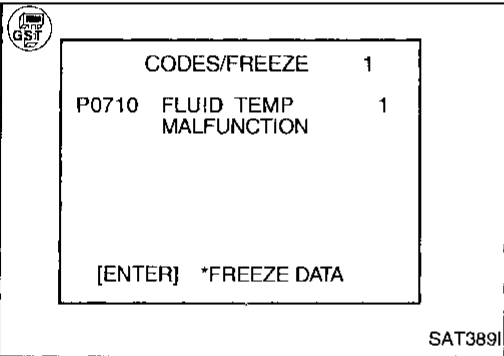 GST
CODES/FREEZE 1
P0710 FLUID TEMP 1
MALFUNCTION
[ENTER] *FREEZE DATA
SAT389I